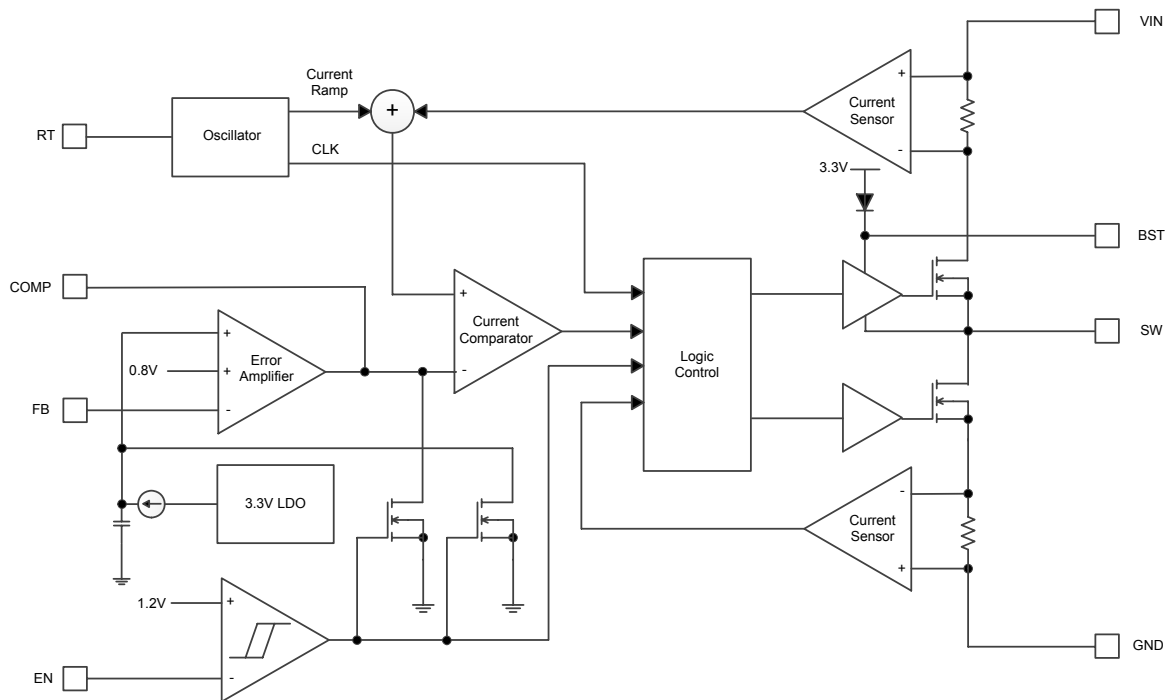 VIN
Current
Ramp
+
+
Current
Sensor
-
RT
Oscillator
CLK
3.3V
BST
COMP
+
Current
Comparator
-
SW
+
Error
Amplifier
0.8V
+
FB
-
Logic
Control
3.3V LDO
-
Current
Sensor
+
1.2V
+
EN
-
GND